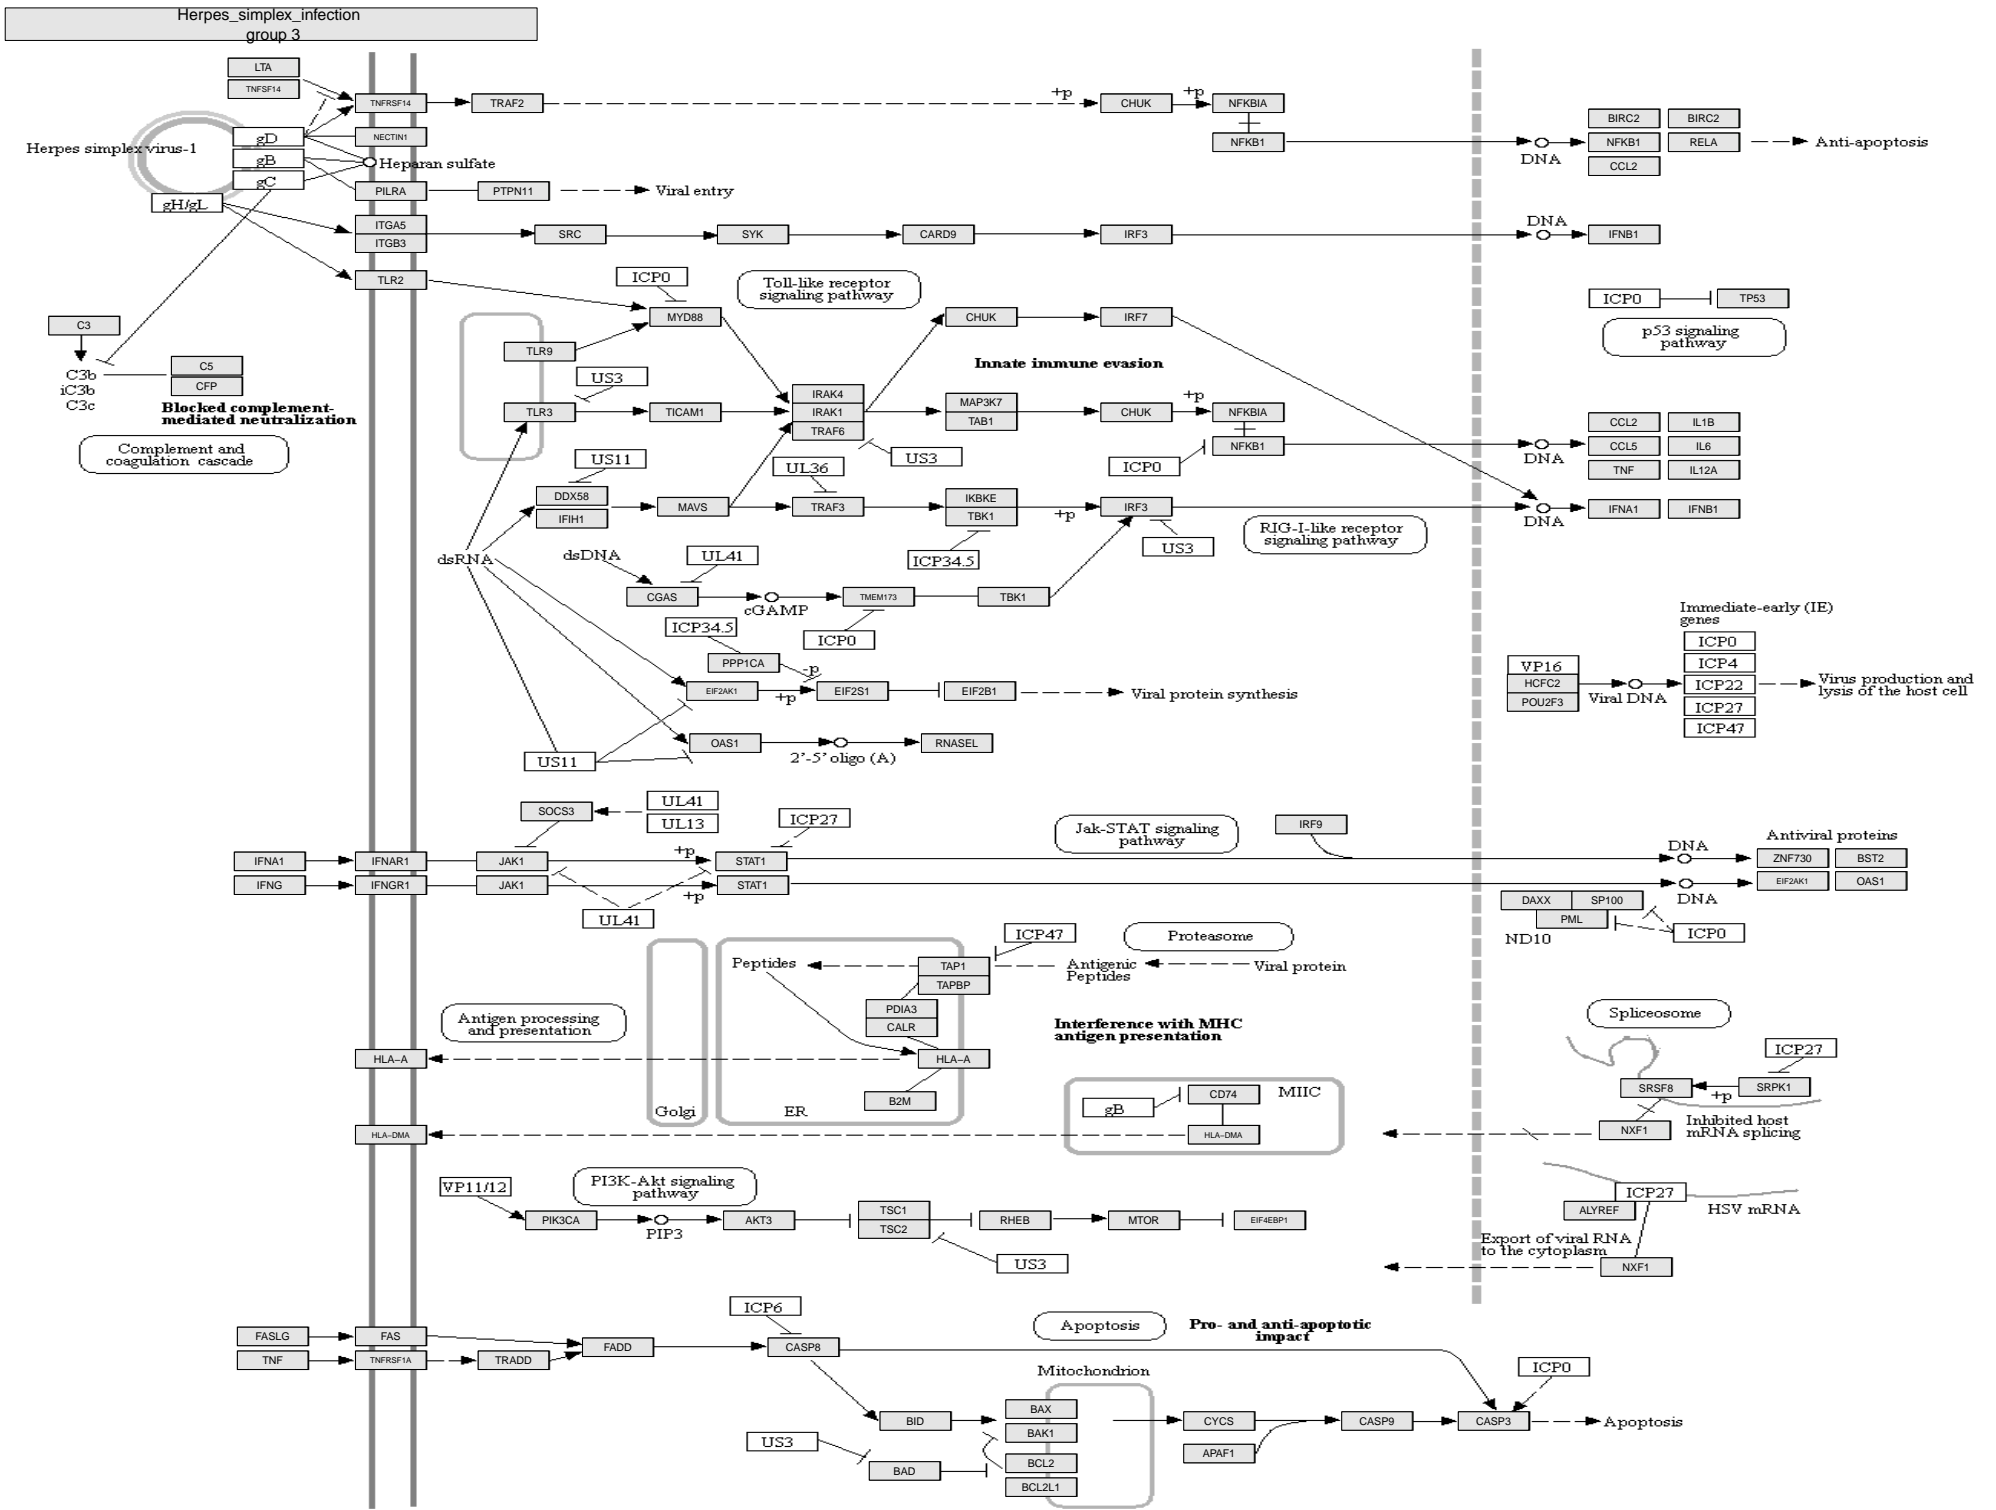 Herpes_simplex_infection
group 3
LTA
TNFSF14
TNFRSF14
TRAF2
+p
CHUK
+p
NFKBIA
NFKB1
DNA
BIRC2
BIRC2
NFKB1
RELA
CCL2
Anti-apoptosis
Herpes simplex virus-1
gD
gB
gC
gH/gL
NECTIN1
Heparan sulfate
PILRA
PTPN11
Viral entry
ITGA5
ITGB3
SRC
SYK
CARD9
IRF3
DNA
IFNB1
TLR2
ICP0
Toll-like receptor
signaling pathway
MYD88
CHUK
IRF7
ICP0
TP53
p53 signaling
pathway
C3
C3b
iC3b
C3c
C5
CFP
Blocked complement-
mediated neutralization
Complement and
coagulation cascade
TLR9
US3
TLR3
TICAM1
IRAK4
IRAK1
TRAF6
Innate immune evasion
MAP3K7
TAB1
CHUK
+p
NFKBIA
NFKB1
ICP0
US3
DNA
CCL2
IL1B
CCL5
IL6
TNF
IL12A
US11
UL36
DDX58
IFIH1
MAVS
TRAF3
IKBKE
TBK1
+p
IRF3
US3
ICP34.5
RIG-I-like receptor
signaling pathway
DNA
IFNA1
IFNB1
dsRNA
dsDNA
UL41
CGAS
cGAMP
TMEM173
TBK1
ICP0
ICP34.5
PPP1CA
-p
EIF2AK1
+p
EIF2S1
EIF2B1
Viral protein synthesis
OAS1
2'-5' oligo (A)
RNASEL
US11
Immediate-early (IE)
genes
ICP0
ICP4
ICP22
ICP27
ICP47
VP16
HCFC2
POU2F3
Viral DNA
Virus production and
lysis of the host cell
SOCS3
UL41
UL13
ICP27
Jak-STAT signaling
pathway
IRF9
IFNA1
IFNAR1
JAK1
+p
STAT1
DNA
Antiviral proteins
ZNF730
BST2
IFNG
IFNGR1
JAK1
+p
STAT1
DNA
EIF2AK1
OAS1
UL41
DAXX
SP100
PML
ND10
ICP0
ICP47
Proteasome
Peptides
TAP1
TAPBP
Antigenic
Peptides
Viral protein
PDIA3
CALR
Antigen processing
and presentation
Interference with MHC
antigen presentation
HLA-A
HLA-A
B2M
Golgi
ER
gB
CD74
MIIC
HLA-DMA
HLA-DMA
Spliceosome
ICP27
SRSF8
SRPK1
+p
NXF1
Inhibited host
mRNA splicing
VP11/12
PI3K-Akt signaling
pathway
PIK3CA
PIP3
AKT3
TSC1
TSC2
RHEB
MTOR
EIF4EBP1
US3
ICP27
ALYREF
HSV mRNA
Export of viral RNA
to the cytoplasm
NXF1
ICP6
Apoptosis
Pro- and anti-apoptotic
impact
FASLG
FAS
FADD
CASP8
TNF
TNFRSF1A
TRADD
Mitochondrion
ICP0
BID
BAX
BAK1
CYCS
APAF1
CASP9
CASP3
Apoptosis
US3
BAD
BCL2
BCL2L1